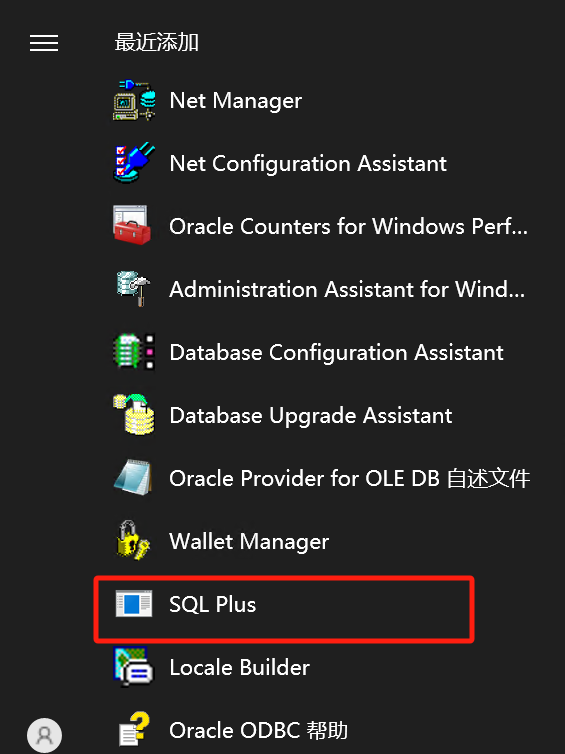 最近添加
Net Manager
Net Configuration Assistant
Oracle Counters for Windows Perf...
Administration Assistant for Wind...
Database Configuration Assistant
Database Upgrade Assistant
Oracle Provider for OLE DB 自述文件
Wallet Manager
SQL Plus
Locale Builder
Oracle ODBC 帮助